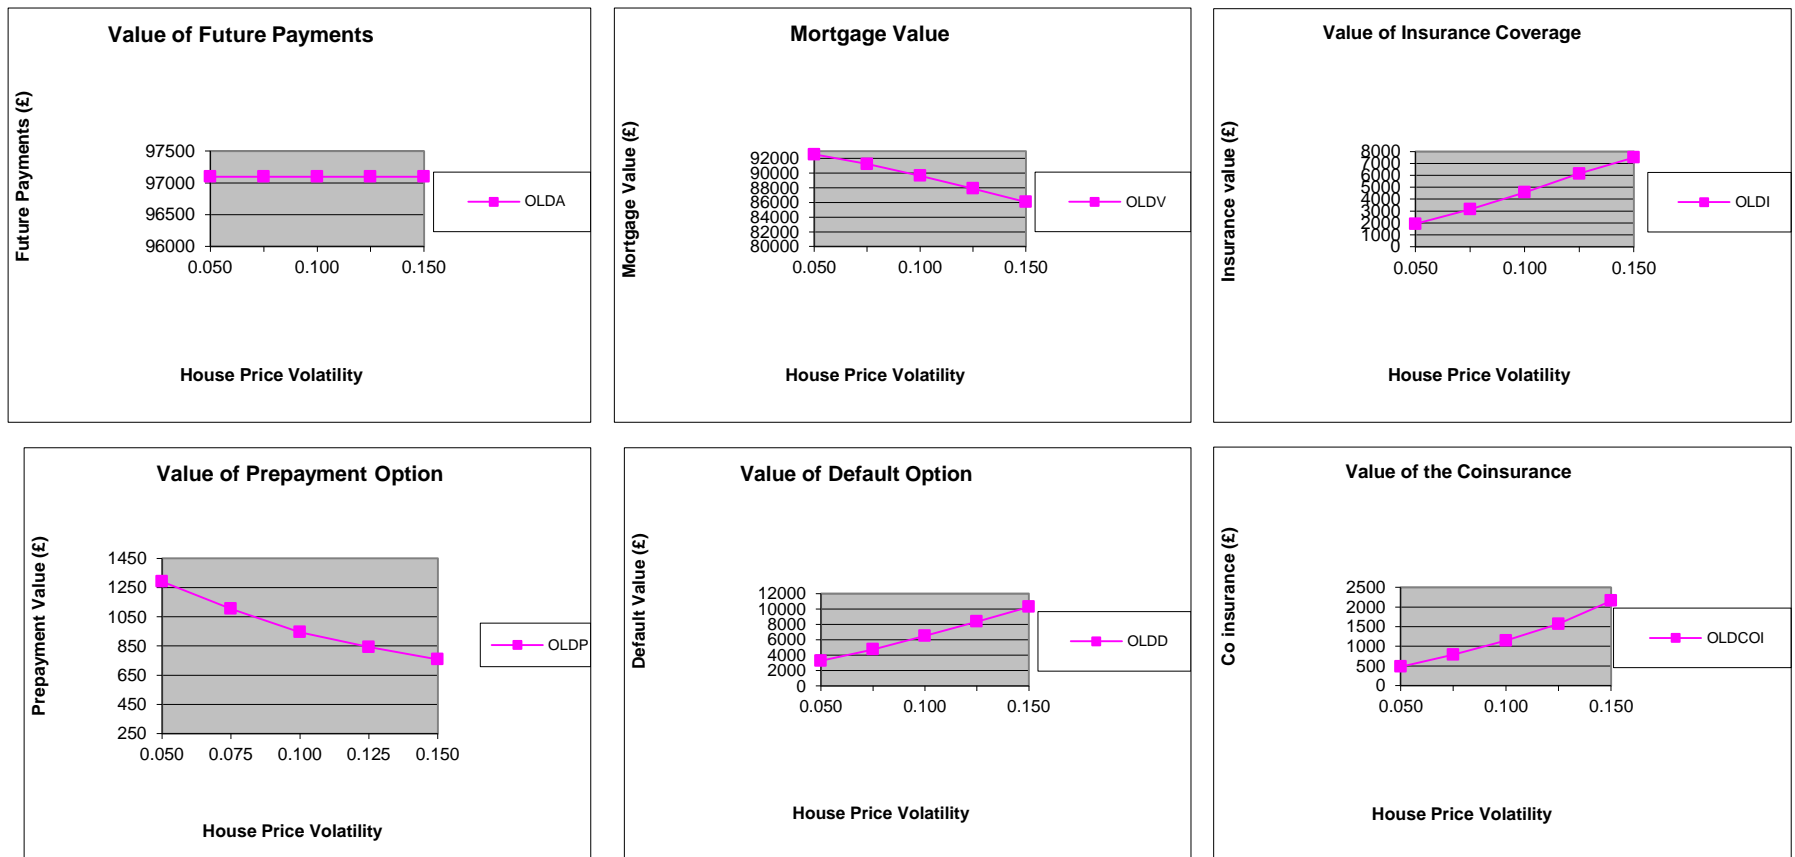 Value of Future Payments
Future Payments (£)
97500
97000
96500
96000
0.050 0.100 0.150
OLDA
House Price Volatility
Mortgage Value
Mortgage Value (£)
92000
90000
88000
86000
84000
82000
80000
0.050 0.100 0.150
OLDV
House Price Volatility
Value of Insurance Coverage
Insurance value (£)
8000
7000
6000
5000
4000
3000
2000
1000
0
0.050 0.100 0.150
OLDI
House Price Volatility
Value of Prepayment Option
Prepayment Value (£)
1450
1250
1050
850
650
450
250
0.050 0.075 0.100 0.125 0.150
OLDP
House Price Volatility
Value of Default Option
Default Value (£)
12000
10000
8000
6000
4000
2000
0
0.050 0.100 0.150
OLDD
House Price Volatility
Value of the Coinsurance
Co insurance (£)
2500
2000
1500
1000
500
0
0.050 0.100 0.150
OLDCOI
House Price Volatility